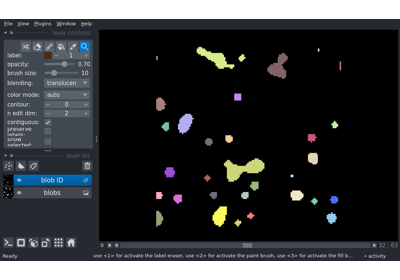 File View Plugins Window Help
layer controls
label: 1
opacity: 0.70
brush size: 10
blending: translucen
color mode: auto
contour: 0
n edit dim: 2
contiguous: ✓
preserve labels:
show selected:
layer list
blob ID
blobs
32 63
Ready use <1> for activate the label eraser, use <2> for activate the paint brush, use <3> for activate the fill b... activity